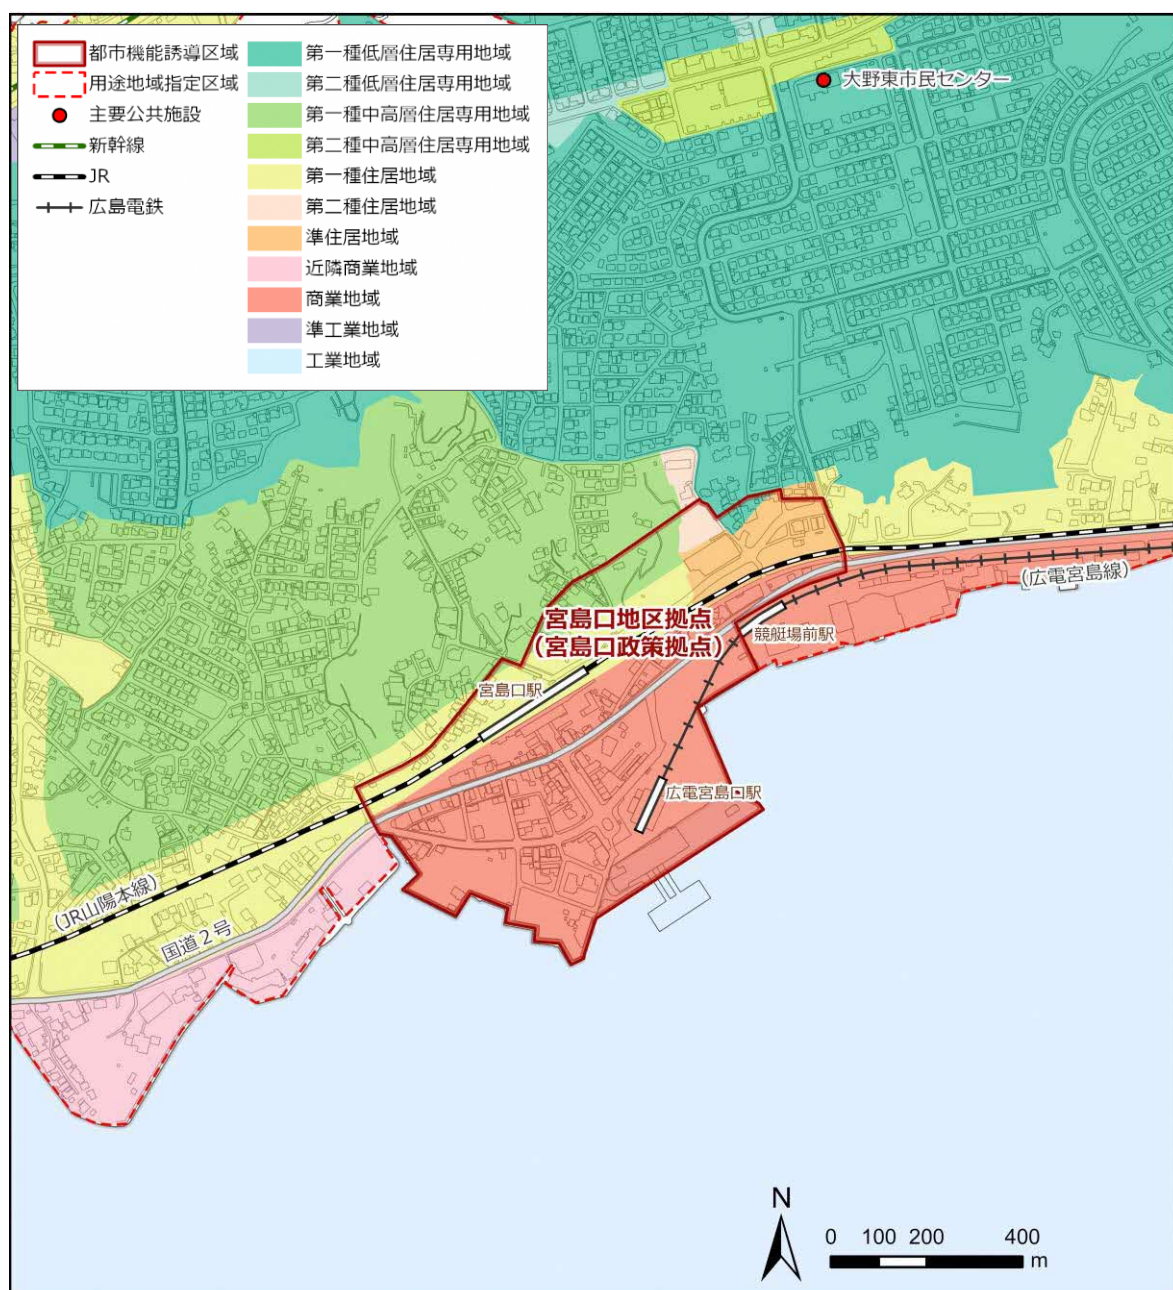 都市機能誘導区域
用途地域指定区域
主要公共施設
新幹線
JR
広島電鉄
第一種低層住居専用地域
第二種低層住居専用地域
第一種中高層住居専用地域
第二種中高層住居専用地域
第一種住居地域
第二種住居地域
準住居地域
近隣商業地域
商業地域
準工業地域
工業地域
大野東市民センター
(広電宮島線)
宮島口地区拠点
(宮島口政策拠点)
競艇場前駅
宮島口駅
広電宮島口駅
(JR山陽本線)
国道2号
N
0 100 200 400
m